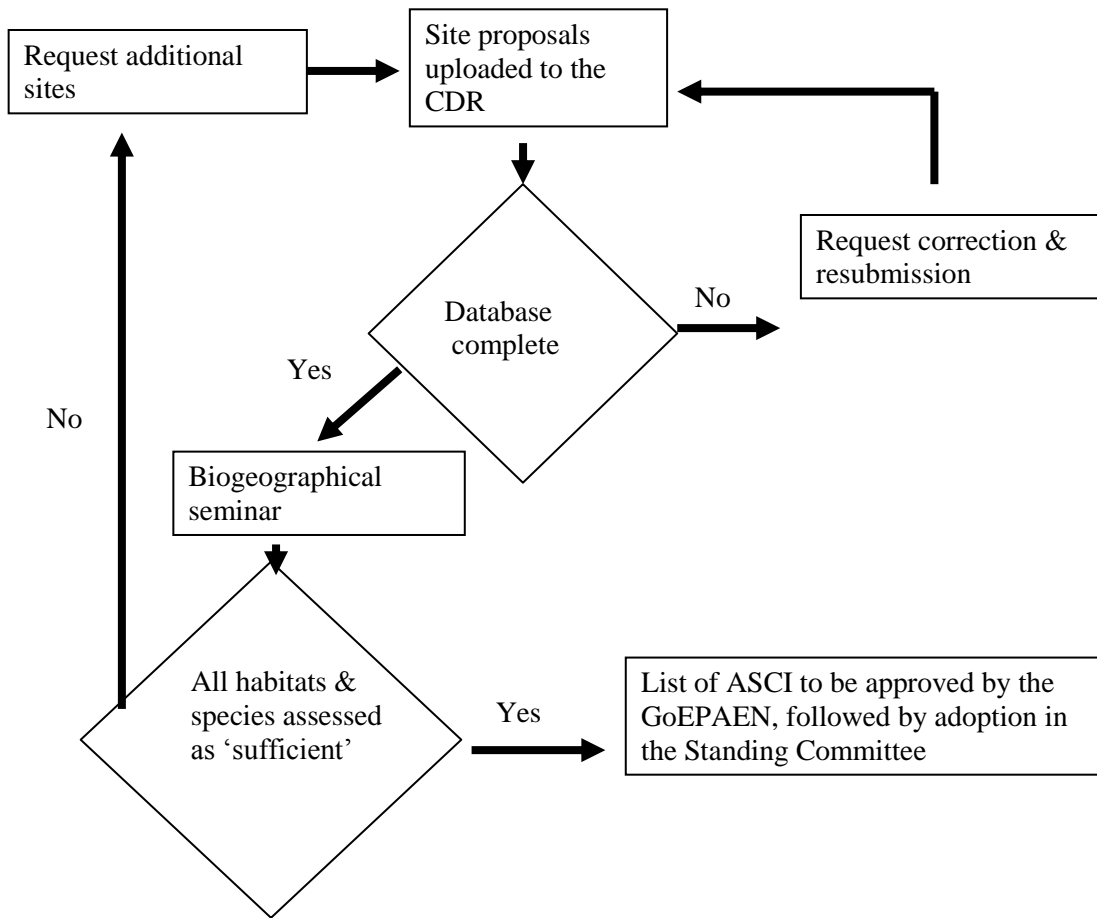 Request additional
sites
Site proposals
uploaded to the
CDR
Request correction &
resubmission
Database
complete
No
Yes
No
Biogeographical
seminar
All habitats &
species assessed
as ‘sufficient’
Yes
List of ASCI to be approved by the
GoEPAEN, followed by adoption in
the Standing Committee